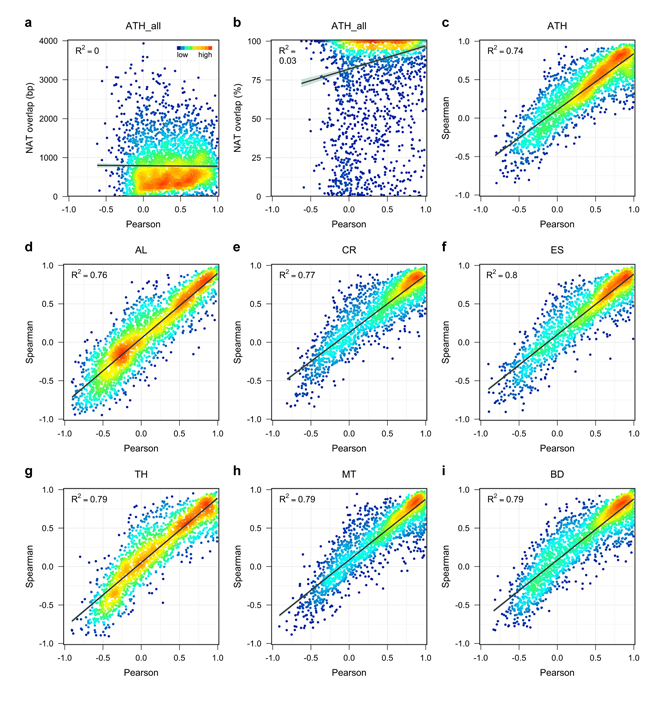 a
ATH_all
R² = 0
low high
4000
3000
2000
1000
0
NAT overlap (bp)
-1.0 -0.5 0.0 0.5 1.0
Pearson
b
ATH_all
R² =
0.03
100
75
50
25
0
NAT overlap (%)
-1.0 -0.5 0.0 0.5 1.0
Pearson
c
ATH
R² = 0.74
1.0
0.5
0.0
-0.5
-1.0
Spearman
-1.0 -0.5 0.0 0.5 1.0
Pearson
d
AL
R² = 0.76
1.0
0.5
0.0
-0.5
-1.0
Spearman
-1.0 -0.5 0.0 0.5 1.0
Pearson
e
CR
R² = 0.77
1.0
0.5
0.0
-0.5
-1.0
Spearman
-1.0 -0.5 0.0 0.5 1.0
Pearson
f
ES
R² = 0.8
1.0
0.5
0.0
-0.5
-1.0
Spearman
-1.0 -0.5 0.0 0.5 1.0
Pearson
g
TH
R² = 0.79
1.0
0.5
0.0
-0.5
-1.0
Spearman
-1.0 -0.5 0.0 0.5 1.0
Pearson
h
MT
R² = 0.79
1.0
0.5
0.0
-0.5
-1.0
Spearman
-1.0 -0.5 0.0 0.5 1.0
Pearson
i
BD
R² = 0.79
1.0
0.5
0.0
-0.5
-1.0
Spearman
-1.0 -0.5 0.0 0.5 1.0
Pearson